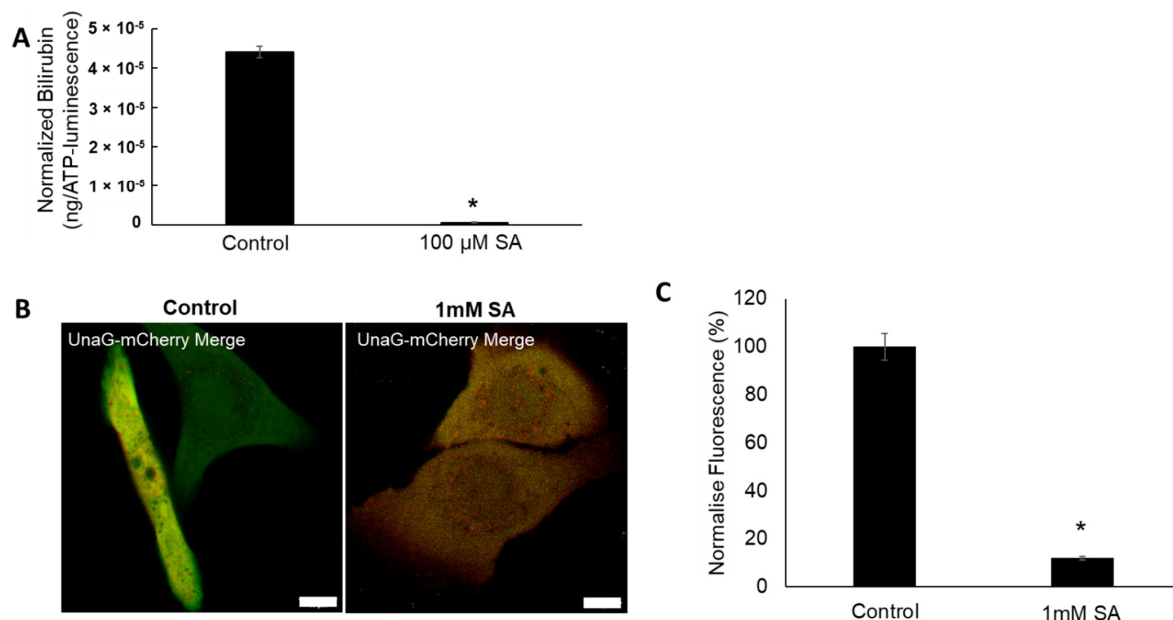 A
Normalized Bilirubin
(ng/ATP-luminescence)
5 × 10⁻⁵
4 × 10⁻⁵
3 × 10⁻⁵
2 × 10⁻⁵
1 × 10⁻⁵
0
*
Control
100 µM SA
B
Control
1mM SA
UnaG-mCherry Merge
UnaG-mCherry Merge
C
Normalise Fluorescence (%)
120
100
80
60
40
20
0
*
Control
1mM SA